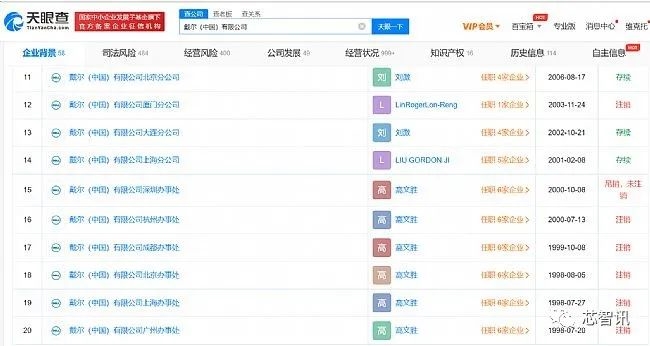 天眼查
TianYanCha.com
国家中小企业发展子基金旗下
官方备案企业征信机构
查公司 查老板 查关系
戴尔（中国）有限公司 天眼一下
VIP会员 百宝箱 HOT 专业版 消息中心 维克托
企业背景 58 司法风险 484 经营风险 400 公司发展 49 经营状况 999+ 知识产权 16 历史信息 114 自主信息 HOT
11 DELL 戴尔（中国）有限公司北京分公司 刘 刘激 任职 4家企业 > 2006-08-17 存续
12 DELL 戴尔（中国）有限公司厦门分公司 L LinRogerLon-Reng 任职 1家企业 > 2003-11-24 注销
13 DELL 戴尔（中国）有限公司大连分公司 刘 刘激 任职 4家企业 > 2002-10-21 存续
14 DELL 戴尔（中国）有限公司上海分公司 L LIU GORDON JI 任职 5家企业 > 2001-02-08 存续
15 DELL 戴尔（中国）有限公司深圳办事处 高 高文胜 任职 6家企业 > 2000-10-08 吊销，未注销
16 DELL 戴尔（中国）有限公司杭州办事处 高 高文胜 任职 6家企业 > 2000-07-13 注销
17 DELL 戴尔（中国）有限公司成都办事处 高 高文胜 任职 6家企业 > 1999-10-08 注销
18 DELL 戴尔（中国）有限公司北京办事处 高 高文胜 任职 6家企业 > 1998-08-05 注销
19 DELL 戴尔（中国）有限公司上海办事处 高 高文胜 任职 6家企业 > 1998-07-27 注销
20 DELL 戴尔（中国）有限公司广州办事处 高 高文胜 任职 6家企业 > 1998-07-20 注销
芯智讯